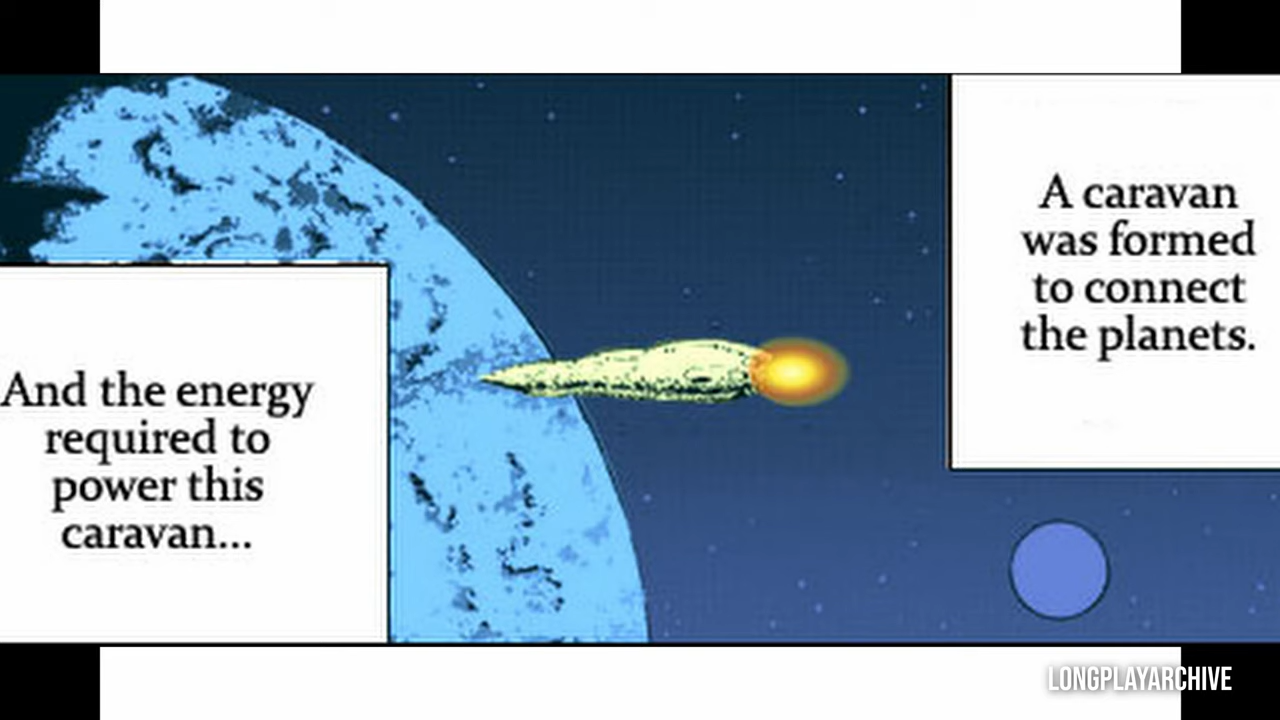 A caravan
was formed
to connect
the planets.
And the energy
required to
power this
caravan...
LONGPLAYARCHIVE